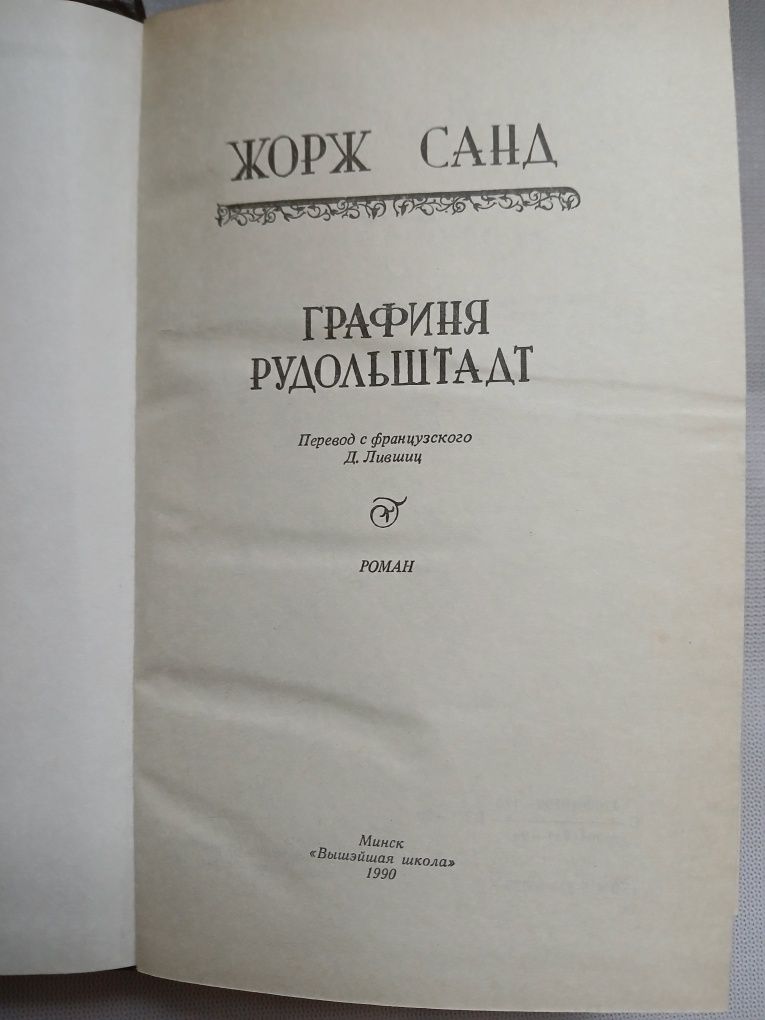 ЖОРЖ САНД
ГРАФИНЯ
РУДОЛЬШТАДТ
Перевод с французского
Д. Лившиц
РОМАН
Минск
«Вышэйшая школа»
1990